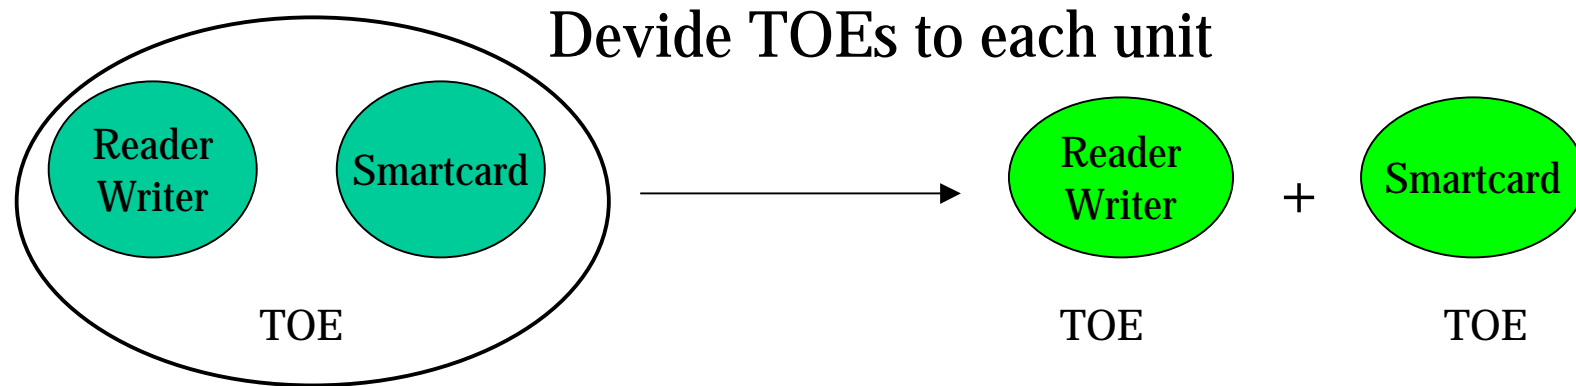 Devide TOEs to each unit
Reader
Writer
Smartcard
TOE
Reader
Writer
+
Smartcard
TOE
TOE